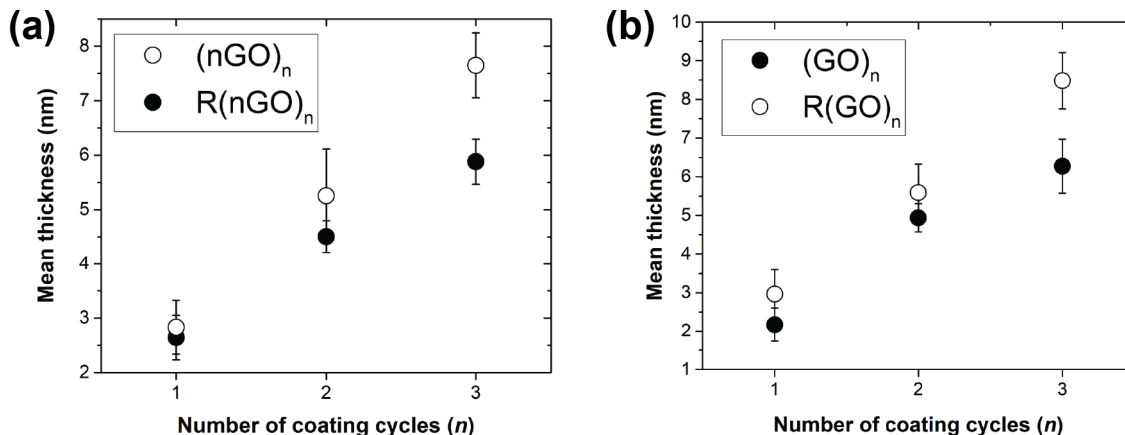 (a)
(nGO)n
R(nGO)n
8
7
6
5
4
3
2
1
2
3
Mean thickness (nm)
Number of coating cycles (n)
(b)
(GO)n
R(GO)n
10
9
8
7
6
5
4
3
2
1
1
2
3
Mean thickness (nm)
Number of coating cycles (n)